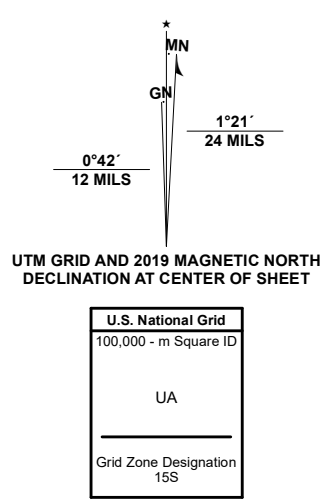 ★
MN
GN
1°21´
24 MILS
0°42´
12 MILS
UTM GRID AND 2019 MAGNETIC NORTH
DECLINATION AT CENTER OF SHEET
U.S. National Grid
100,000 - m Square ID
UA
Grid Zone Designation
15S